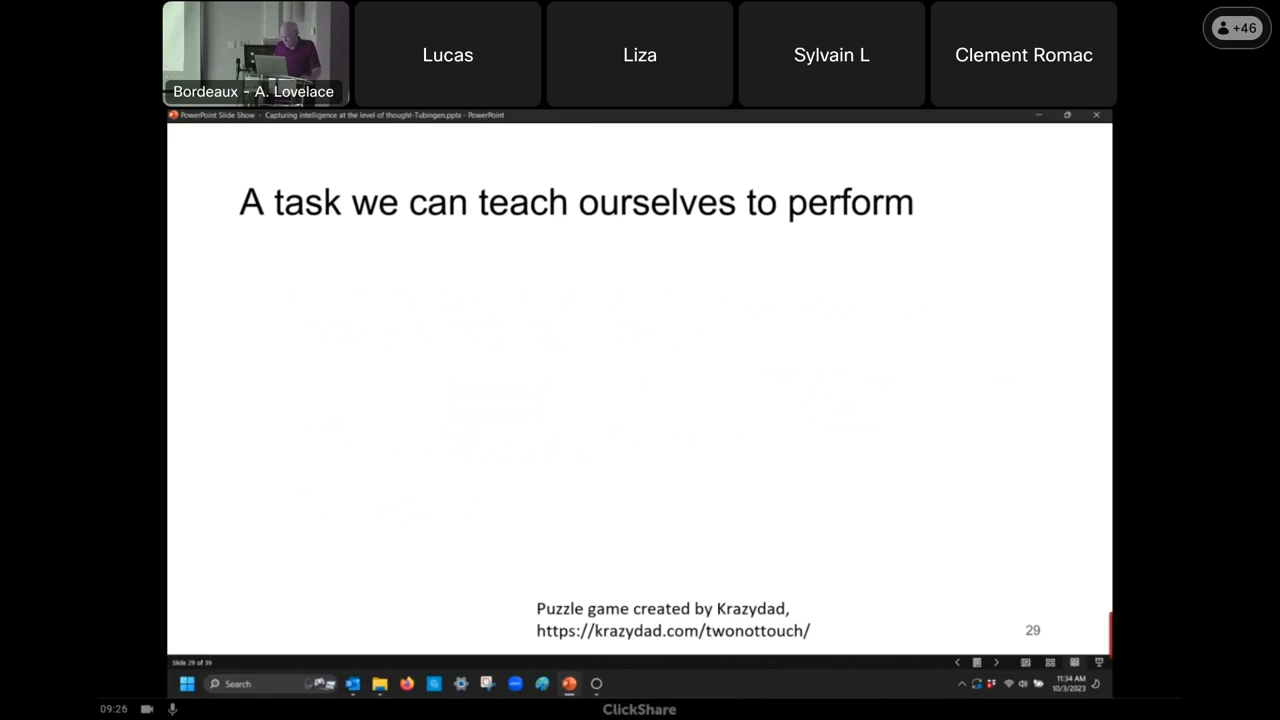 Lucas
Liza
Sylvain L
Clement Romac
+46
Bordeaux - A. Lovelace
PowerPoint Slide Show - Capturing intelligence at the level of thought-Tubingen.pptx - PowerPoint
A task we can teach ourselves to perform
Puzzle game created by Krazydad,
https://krazydad.com/twonottouch/
29
Slide 29 of 39
Search
11:34 AM
10/3/2023
09:26
ClickShare